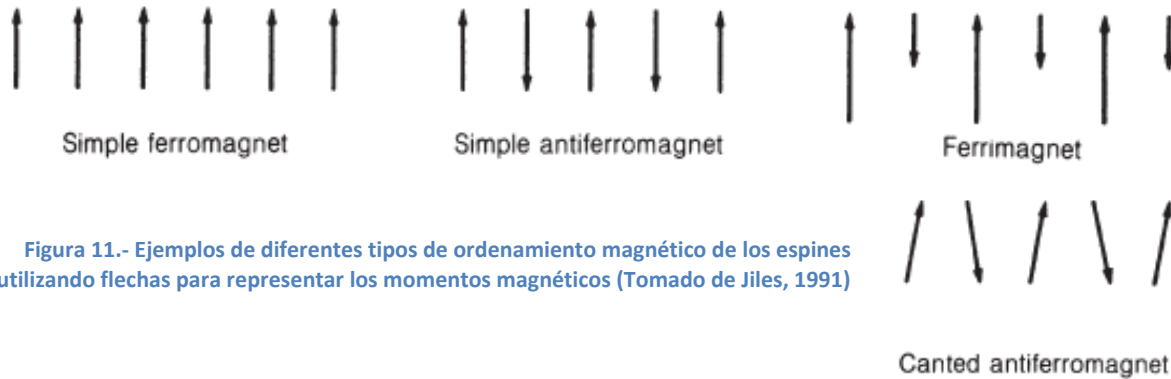 Simple ferromagnet
Simple antiferromagnet
Ferrimagnet
Figura 11.- Ejemplos de diferentes tipos de ordenamiento magnético de los espines
utilizando flechas para representar los momentos magnéticos (Tomado de Jiles, 1991)
Canted antiferromagnet